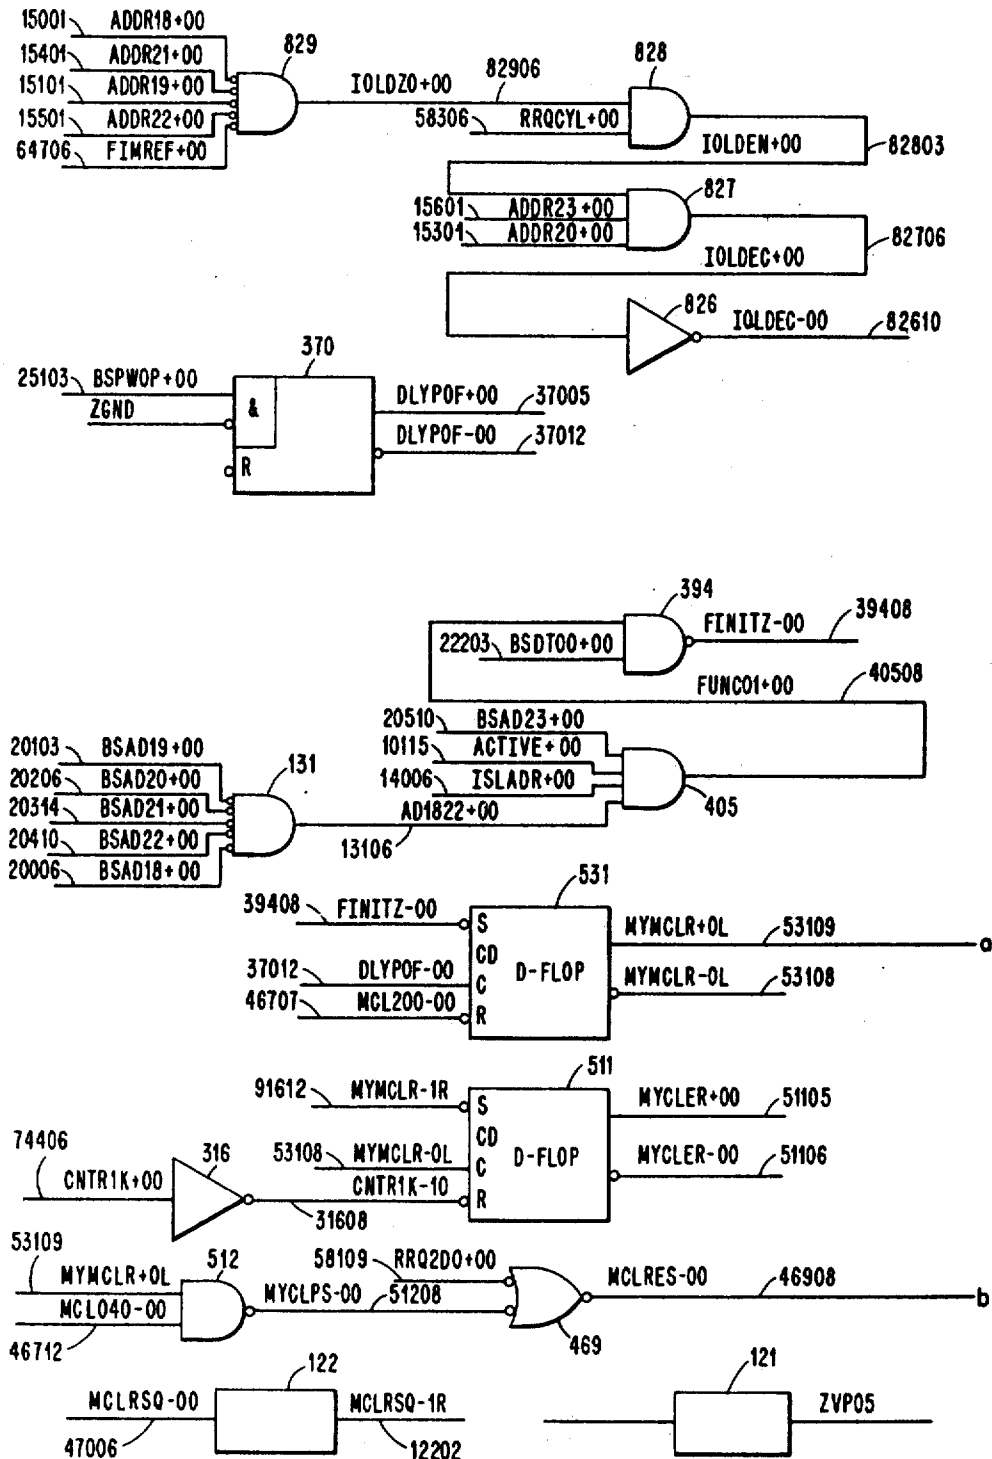 15001 ADDR18+00
829
15401 ADDR21+00
15101 ADDR19+00
15501 ADDR22+00
64706 FIMREF+00
IOLDZ0+00 82906
828
58306 RRQCYL+00
IOLDEN+00 82803
827
15601 ADDR23+00
15301 ADDR20+00
82706
IOLDEC+00
826
IOLDEC-00 82610
370
25103 BSPWOP+00
ZGND
&
R
DLYPOF+00 37005
DLYPOF-00 37012
394
FINITZ-00 39408
22203 BSDT00+00
FUNC01+00 40508
20510 BSAD23+00
10115 ACTIVE+00
14006 ISLADR+00
AD1822+00
13106
405
20103 BSAD19+00
131
20206 BSAD20+00
20314 BSAD21+00
20410 BSAD22+00
20006 BSAD18+00
531
39408 FINITZ-00
S
CD
37012 DLYPOF-00
C
46707 MCL200-00
R
D-FLOP
MYMCLR+0L 53109 a
MYMCLR-0L 53108
511
91612 MYMCLR-1R
S
CD
53108 MYMCLR-0L
C
CNTR1K-10
R
D-FLOP
MYCLER+00 51105
MYCLER-00 51106
74406
CNTR1K+00
316
31608
53109
MYMCLR+0L
512
MCL040-00
46712
58109 RRQ2D0+00
MYCLPS-00 51208
469
MCLRES-00 46908 b
122
MCLRSQ-00
47006
MCLRSQ-1R
12202
121
ZVP05